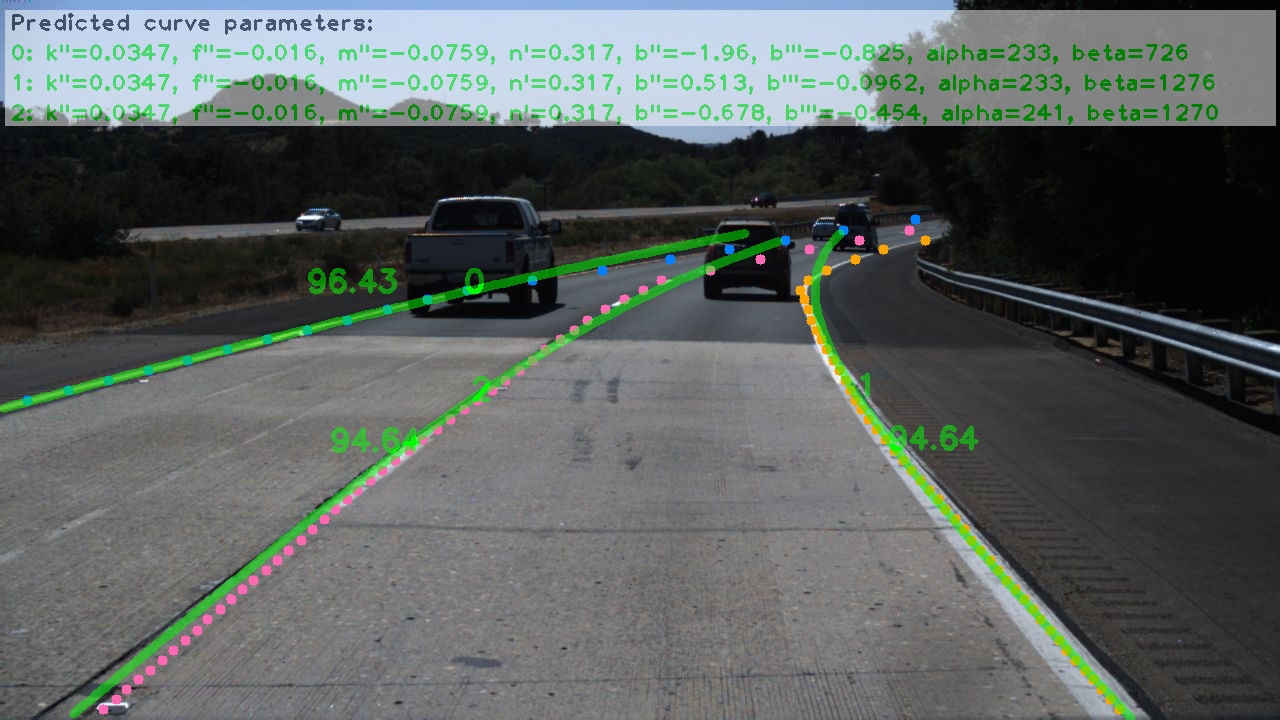 Predicted curve parameters:
0: k''=0.0347, f''=-0.016, m''=-0.0759, n'=0.317, b''=-1.96, b'''=-0.825, alpha=233, beta=726
1: k''=0.0347, f''=-0.016, m''=-0.0759, n'=0.317, b''=0.513, b'''=-0.0962, alpha=233, beta=1276
2: k''=0.0347, f''=-0.016, m''=-0.0759, n'=0.317, b''=-0.678, b'''=-0.454, alpha=241, beta=1270
96.43 0
2 1
94.64 94.64